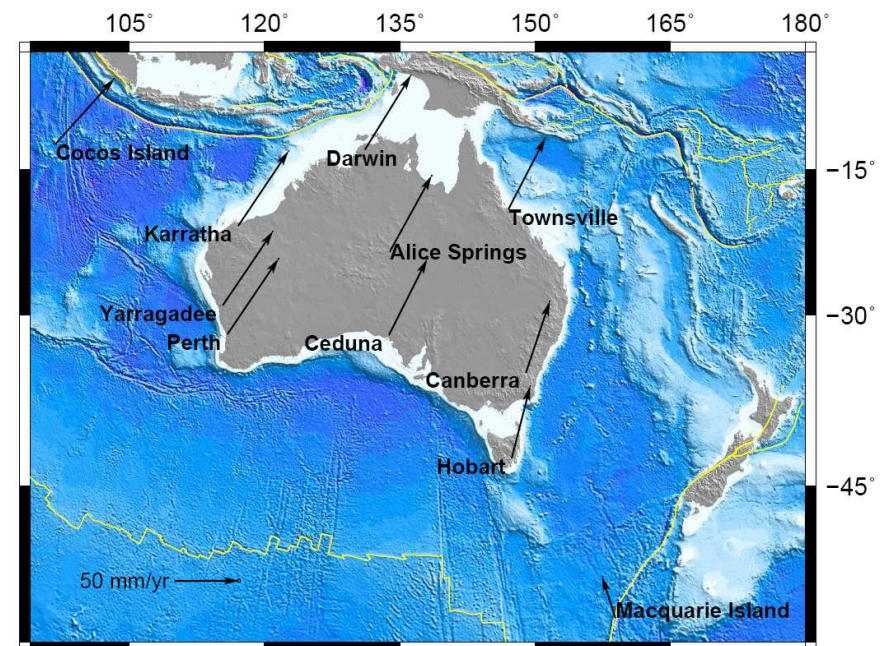 105° 120° 135° 150° 165° 180°
Cocos Island
Darwin
−15°
Townsville
Karratha
Alice Springs
Yarragadee
−30°
Perth
Ceduna
Canberra
Hobart
−45°
50 mm/yr
Macquarie Island